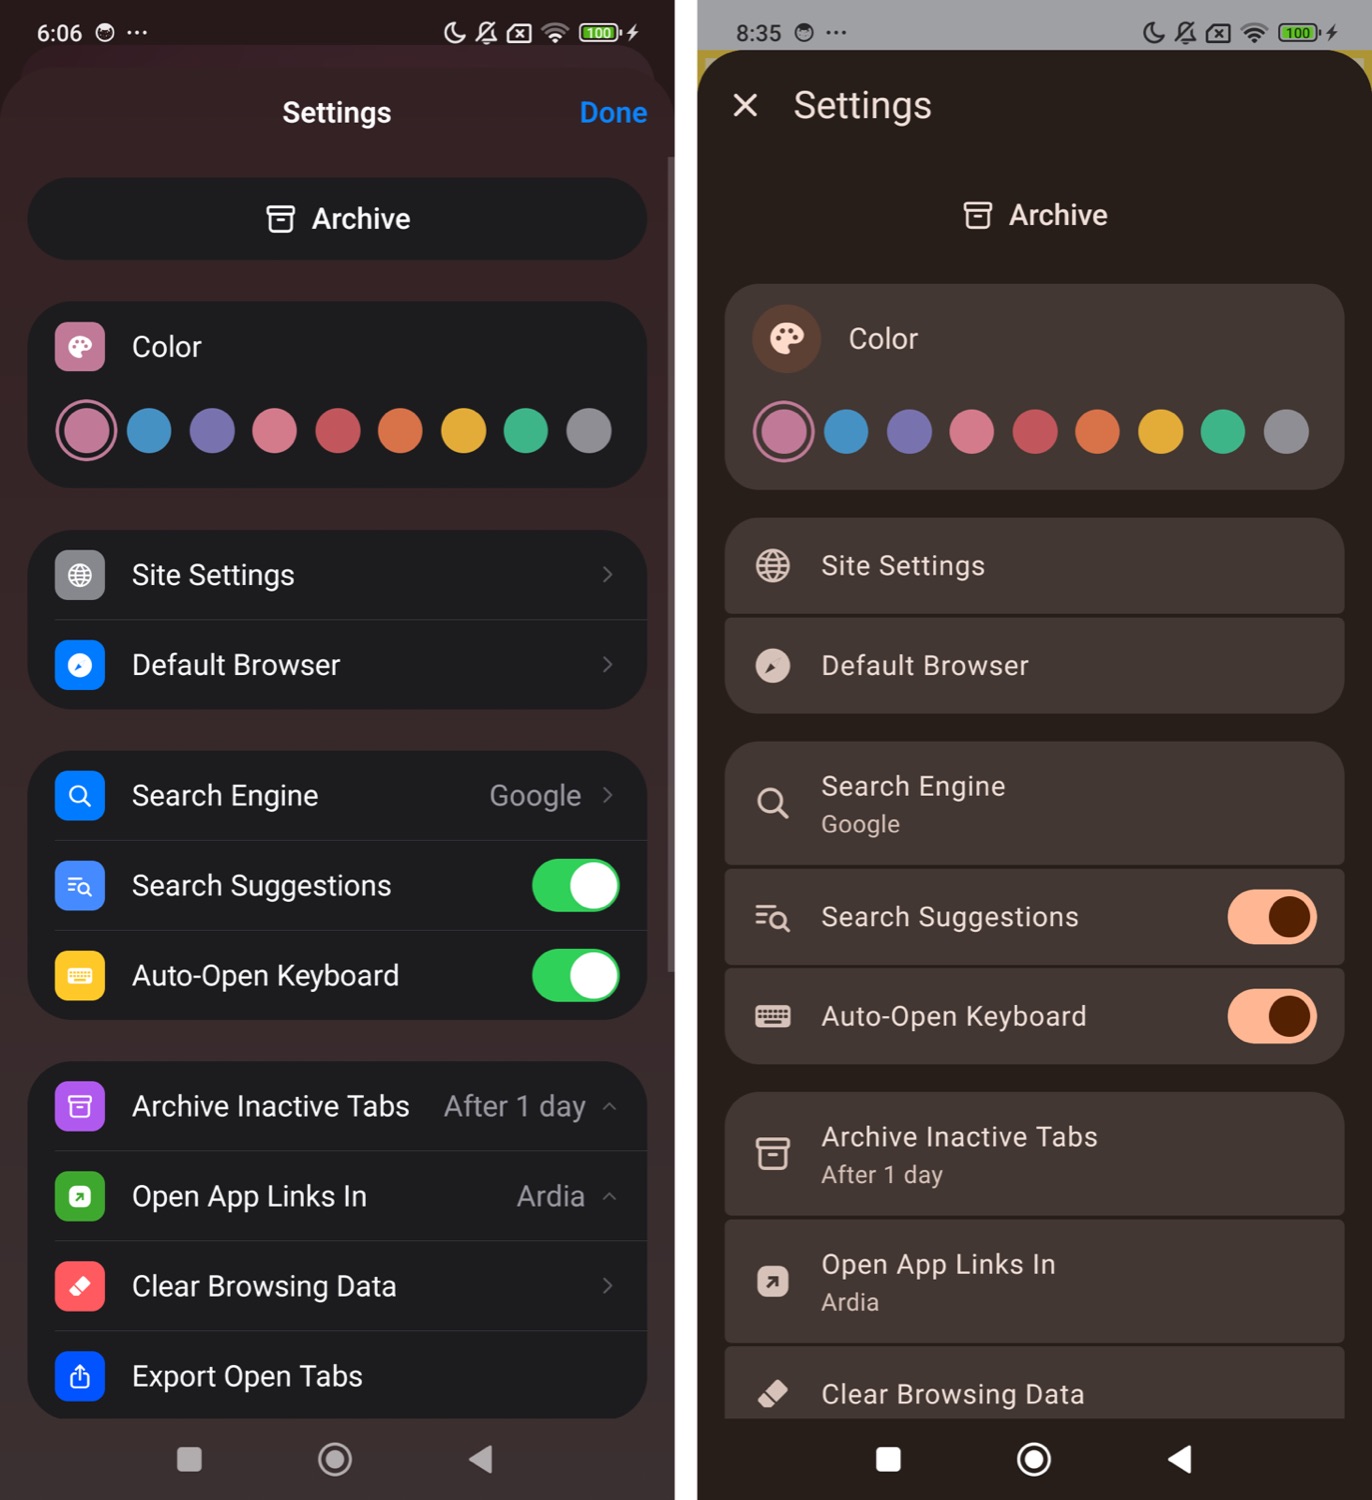 6:06 ··· 100
Settings
Done
Archive
Color
Site Settings
Default Browser
Search Engine Google
Search Suggestions
Auto-Open Keyboard
Archive Inactive Tabs After 1 day
Open App Links In Ardia
Clear Browsing Data
Export Open Tabs
8:35 ··· 100
Settings
Archive
Color
Site Settings
Default Browser
Search Engine
Google
Search Suggestions
Auto-Open Keyboard
Archive Inactive Tabs
After 1 day
Open App Links In
Ardia
Clear Browsing Data